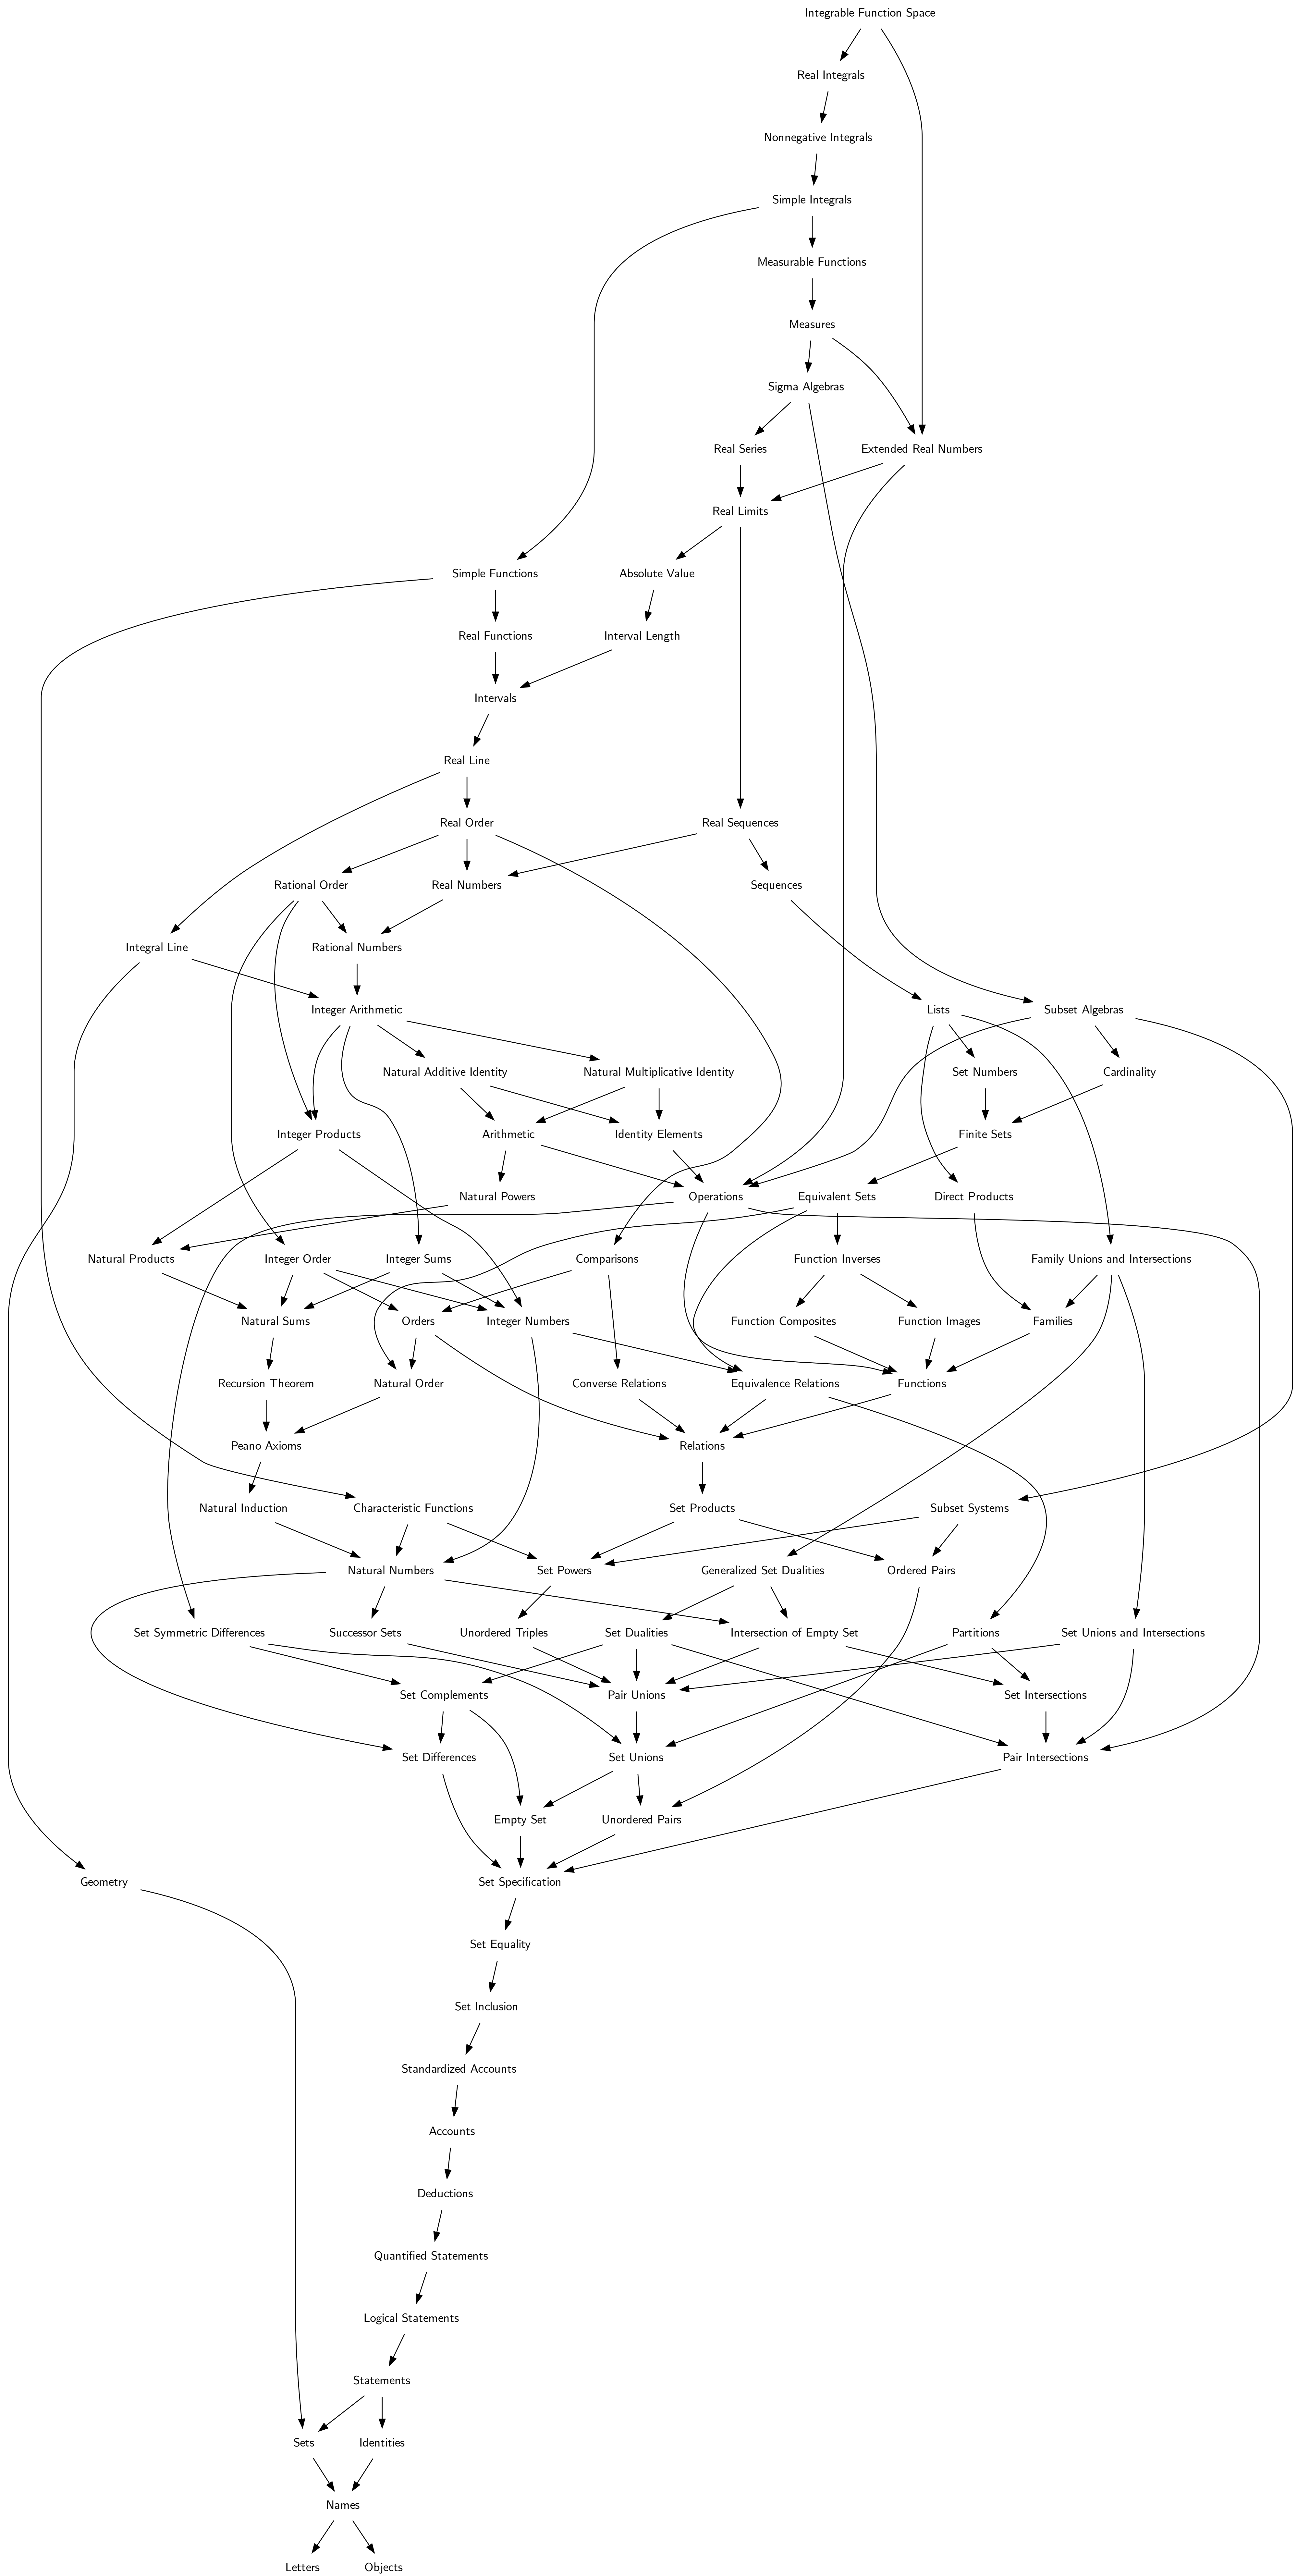 Integrable Function Space
Real Integrals
Nonnegative Integrals
Simple Integrals
Measurable Functions
Measures
Sigma Algebras
Real Series
Extended Real Numbers
Real Limits
Simple Functions
Absolute Value
Real Functions
Interval Length
Intervals
Real Line
Real Order
Real Sequences
Rational Order
Real Numbers
Sequences
Integral Line
Rational Numbers
Integer Arithmetic
Lists
Subset Algebras
Natural Additive Identity
Natural Multiplicative Identity
Set Numbers
Cardinality
Integer Products
Arithmetic
Identity Elements
Finite Sets
Natural Powers
Operations
Equivalent Sets
Direct Products
Natural Products
Integer Order
Integer Sums
Comparisons
Function Inverses
Family Unions and Intersections
Natural Sums
Orders
Integer Numbers
Function Composites
Function Images
Families
Recursion Theorem
Natural Order
Converse Relations
Equivalence Relations
Functions
Peano Axioms
Relations
Natural Induction
Characteristic Functions
Set Products
Subset Systems
Natural Numbers
Set Powers
Generalized Set Dualities
Ordered Pairs
Set Symmetric Differences
Successor Sets
Unordered Triples
Set Dualities
Intersection of Empty Set
Partitions
Set Unions and Intersections
Set Complements
Pair Unions
Set Intersections
Set Differences
Set Unions
Pair Intersections
Empty Set
Unordered Pairs
Geometry
Set Specification
Set Equality
Set Inclusion
Standardized Accounts
Accounts
Deductions
Quantified Statements
Logical Statements
Statements
Sets
Identities
Names
Letters
Objects